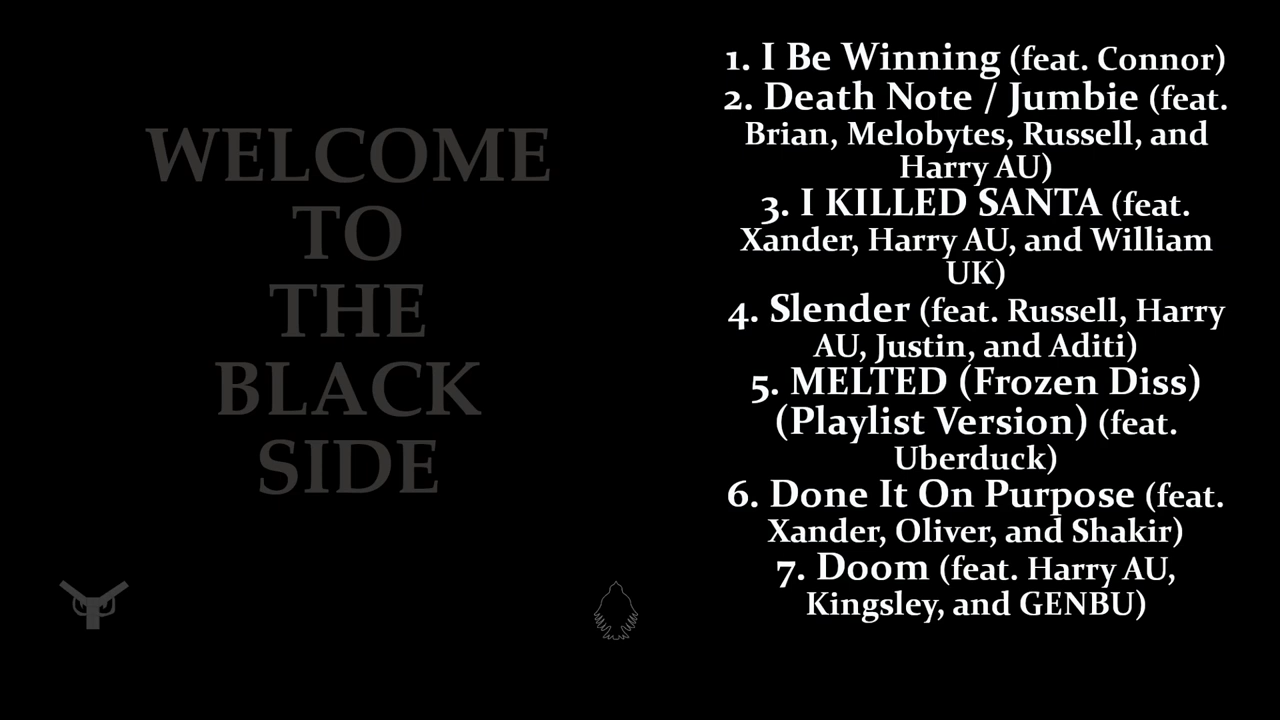 WELCOME
TO
THE
BLACK
SIDE
1. I Be Winning (feat. Connor)
2. Death Note / Jumbie (feat.
Brian, Melobytes, Russell, and
Harry AU)
3. I KILLED SANTA (feat.
Xander, Harry AU, and William
UK)
4. Slender (feat. Russell, Harry
AU, Justin, and Aditi)
5. MELTED (Frozen Diss)
(Playlist Version) (feat.
Uberduck)
6. Done It On Purpose (feat.
Xander, Oliver, and Shakir)
7. Doom (feat. Harry AU,
Kingsley, and GENBU)